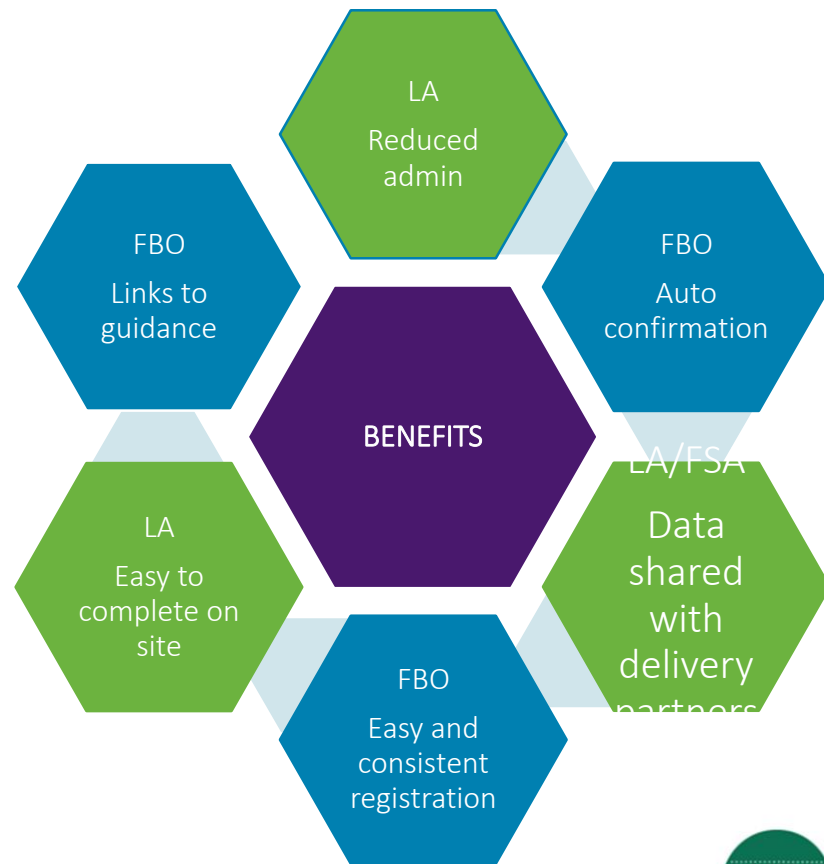 LA
Reduced
admin
FBO
Auto
confirmation
LA/FSA
Data
shared
with
delivery
partners
FBO
Easy and
consistent
registration
LA
Easy to
complete on
site
FBO
Links to
guidance
BENEFITS